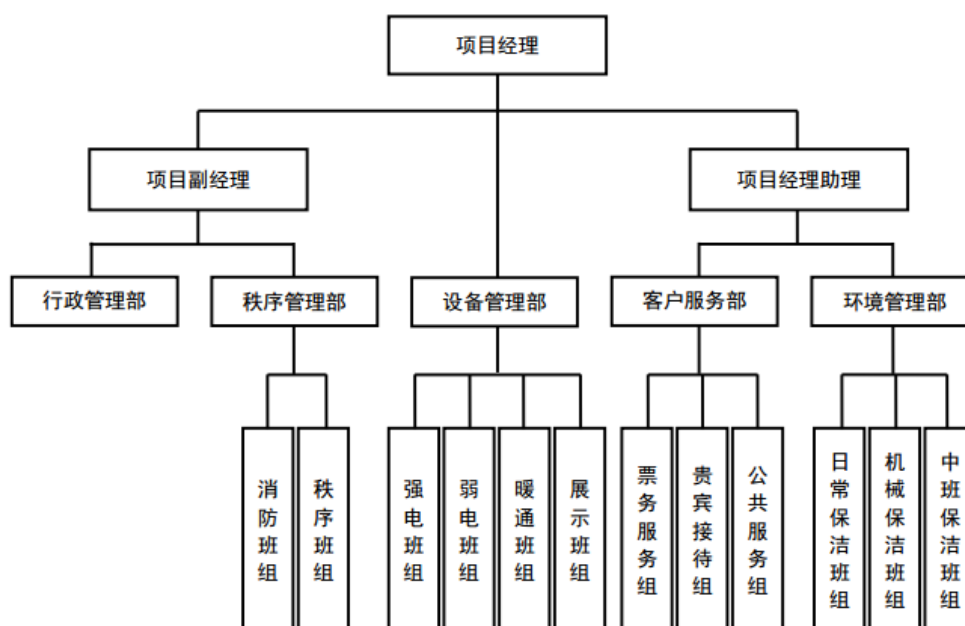 项目经理
项目副经理
项目经理助理
行政管理部
秩序管理部
设备管理部
客户服务部
环境管理部
消防班组
秩序班组
强电班组
弱电班组
暖通班组
展示班组
票务服务组
贵宾接待组
公共服务组
日常保洁班组
机械保洁班组
中班保洁班组